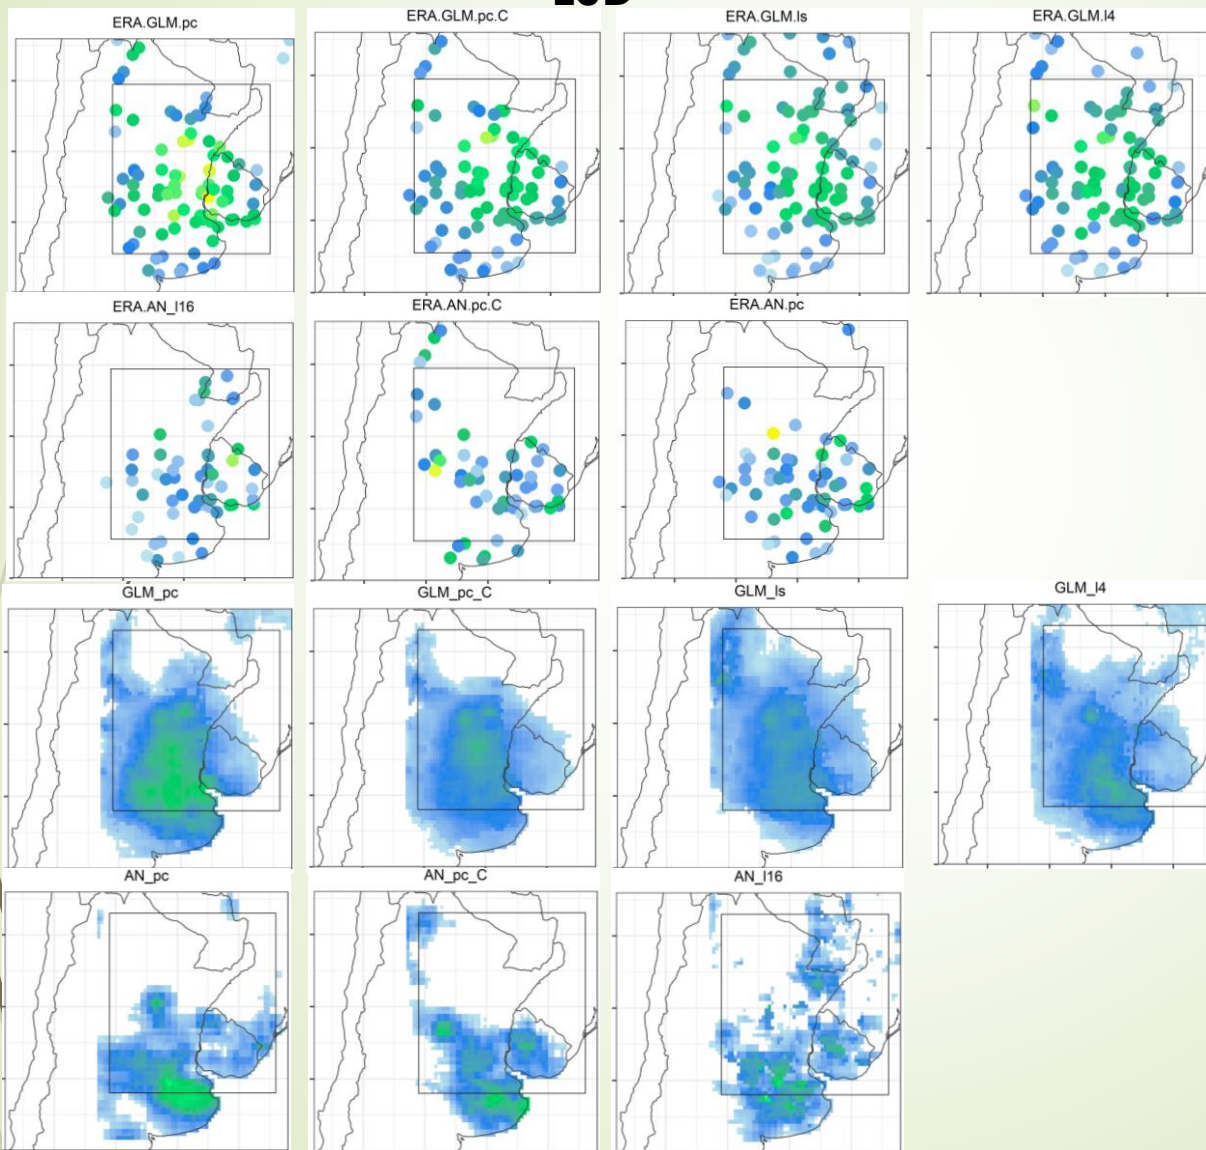 ERA.GLM.pc
ERA.GLM.pc.C
ERA.GLM.ls
ERA.GLM.l4
ERA.AN_l16
ERA.AN.pc.C
ERA.AN.pc
GLM_pc
GLM_pc_C
GLM_ls
GLM_l4
AN_pc
AN_pc_C
AN_l16